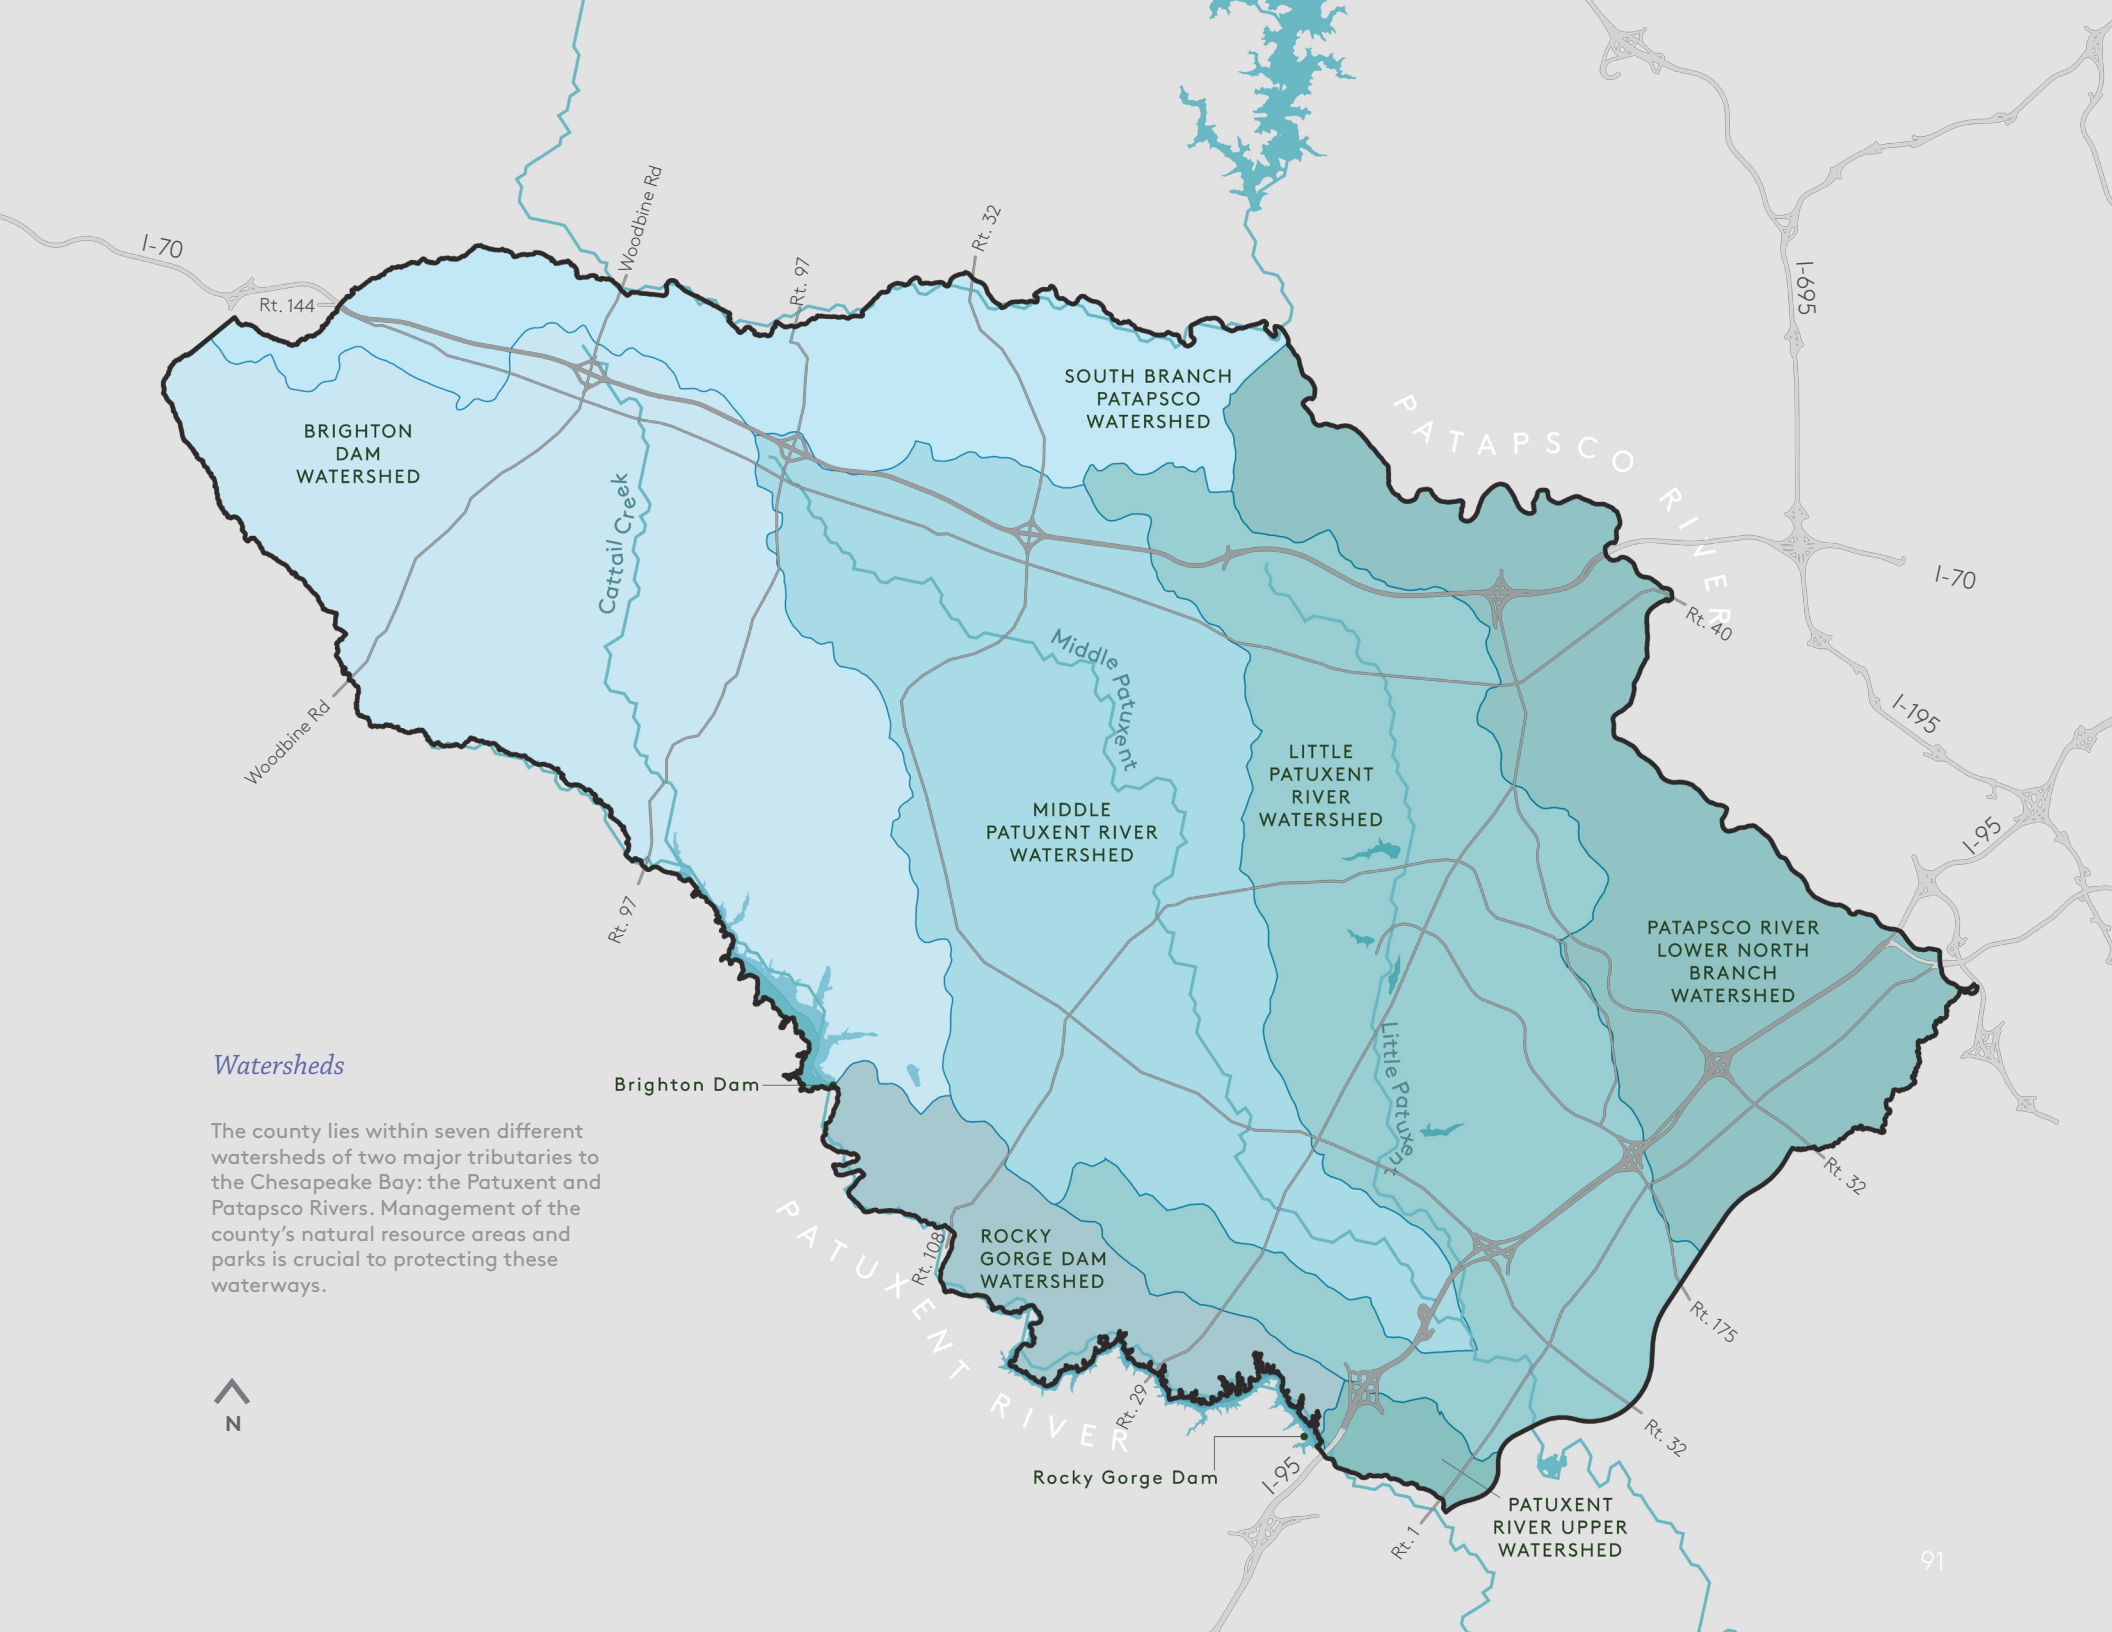 Woodbine Rd
Rt. 32
I-70
Rt. 97
Rt. 144
I-695
SOUTH BRANCH
PATAPSCO
WATERSHED
PATAPSCO RIVER
BRIGHTON
DAM
WATERSHED
Cattail Creek
I-70
Rt. 40
Middle Patuxent
Woodbine Rd
I-195
LITTLE
PATUXENT
RIVER
WATERSHED
MIDDLE
PATUXENT RIVER
WATERSHED
I-95
Rt. 97
PATAPSCO RIVER
LOWER NORTH
BRANCH
WATERSHED
Little Patuxent
Watersheds
Brighton Dam
The county lies within seven different
watersheds of two major tributaries to
the Chesapeake Bay: the Patuxent and
Patapsco Rivers. Management of the
county’s natural resource areas and
parks is crucial to protecting these
waterways.
Rt. 32
PATUXENT RIVER
Rt. 108
ROCKY
GORGE DAM
WATERSHED
Rt. 175
N
Rt. 29
Rt. 32
Rocky Gorge Dam
I-95
Rt. 1
PATUXENT
RIVER UPPER
WATERSHED
91